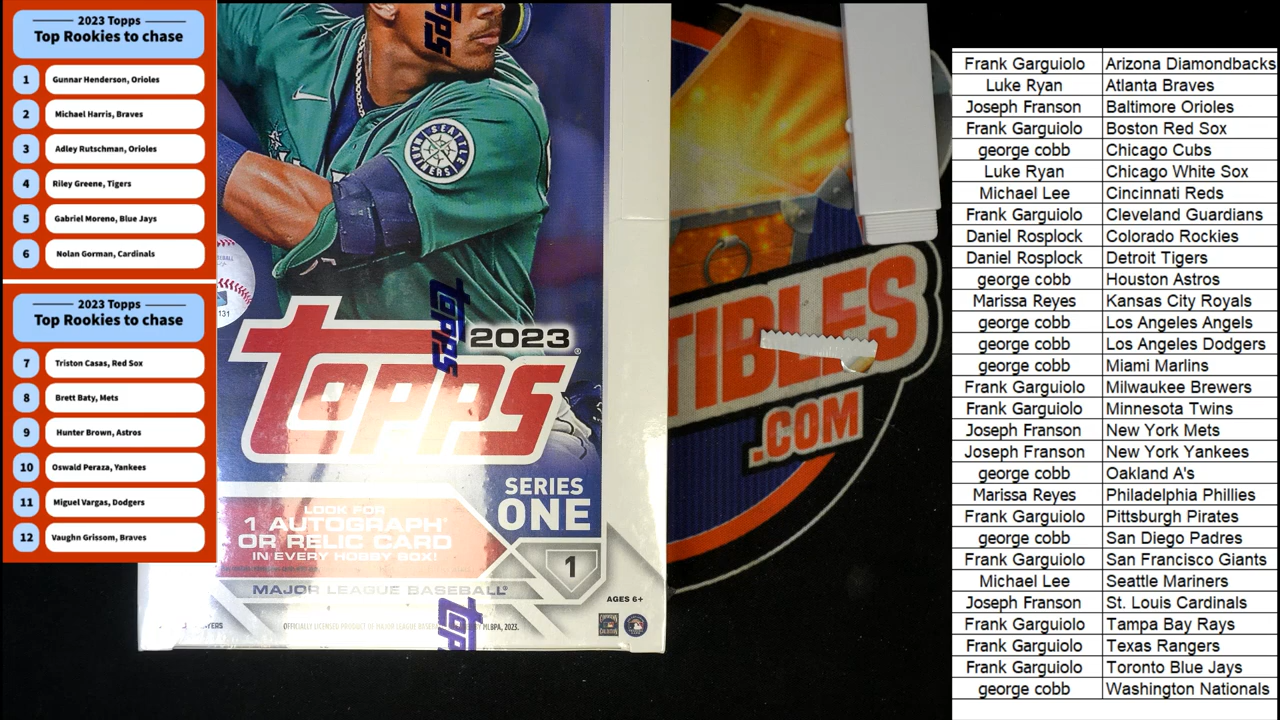 2023 Topps
Top Rookies to chase
1 Gunnar Henderson, Orioles
2 Michael Harris, Braves
3 Adley Rutschman, Orioles
4 Riley Greene, Tigers
5 Gabriel Moreno, Blue Jays
6 Nolan Gorman, Cardinals
2023 Topps
Top Rookies to chase
7 Triston Casas, Red Sox
8 Brett Baty, Mets
9 Hunter Brown, Astros
10 Oswald Peraza, Yankees
11 Miguel Vargas, Dodgers
12 Vaughn Grissom, Braves
topps
SEATTLE
MARINERS
131
topps
2023
topps
SERIES
ONE
LOOK FOR
1 AUTOGRAPH
OR RELIC CARD
IN EVERY HOBBY BOX!
1
MAJOR LEAGUE BASEBALL
AGES 6+
OFFICIALLY LICENSED PRODUCT OF MAJOR LEAGUE
MLBPA, 2023.
top
TIBLES
.COM
Frank Garguiolo Arizona Diamondbacks
Luke Ryan Atlanta Braves
Joseph Franson Baltimore Orioles
Frank Garguiolo Boston Red Sox
george cobb Chicago Cubs
Luke Ryan Chicago White Sox
Michael Lee Cincinnati Reds
Frank Garguiolo Cleveland Guardians
Daniel Rosplock Colorado Rockies
Daniel Rosplock Detroit Tigers
george cobb Houston Astros
Marissa Reyes Kansas City Royals
george cobb Los Angeles Angels
george cobb Los Angeles Dodgers
george cobb Miami Marlins
Frank Garguiolo Milwaukee Brewers
Frank Garguiolo Minnesota Twins
Joseph Franson New York Mets
Joseph Franson New York Yankees
george cobb Oakland A's
Marissa Reyes Philadelphia Phillies
Frank Garguiolo Pittsburgh Pirates
george cobb San Diego Padres
Frank Garguiolo San Francisco Giants
Michael Lee Seattle Mariners
Joseph Franson St. Louis Cardinals
Frank Garguiolo Tampa Bay Rays
Frank Garguiolo Texas Rangers
Frank Garguiolo Toronto Blue Jays
george cobb Washington Nationals